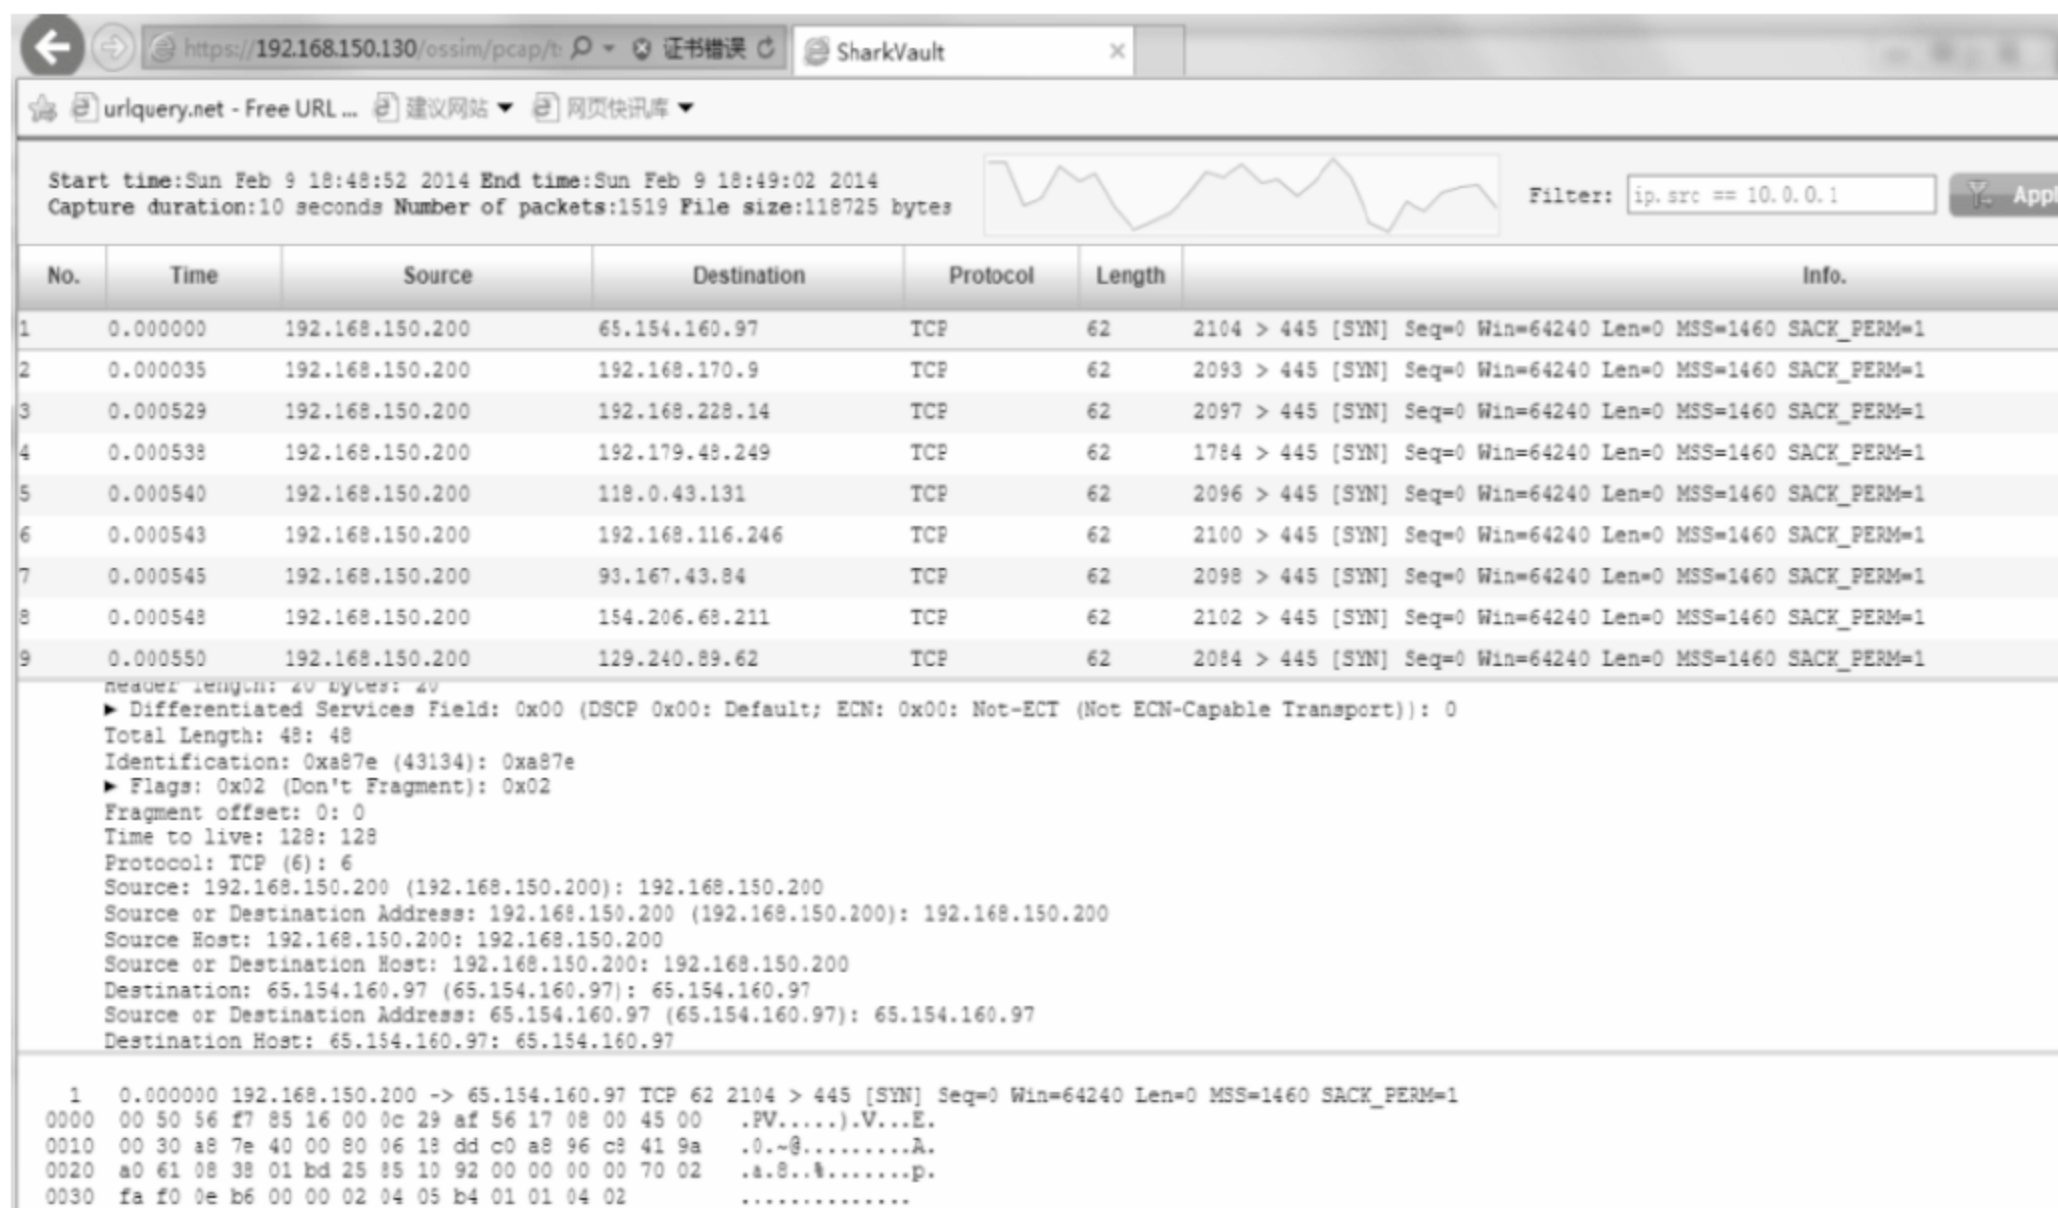 https://192.168.150.130/ossim/pcap/t 证书错误 SharkVault
urlquery.net - Free URL ... 建议网站 网页快讯库
Start time:Sun Feb 9 18:48:52 2014 End time:Sun Feb 9 18:49:02 2014
Capture duration:10 seconds Number of packets:1519 File size:118725 bytes
Filter: ip.src == 10.0.0.1 Appl
No. Time Source Destination Protocol Length Info.
1 0.000000 192.168.150.200 65.154.160.97 TCP 62 2104 > 445 [SYN] Seq=0 Win=64240 Len=0 MSS=1460 SACK_PERM=1
2 0.000035 192.168.150.200 192.168.170.9 TCP 62 2093 > 445 [SYN] Seq=0 Win=64240 Len=0 MSS=1460 SACK_PERM=1
3 0.000529 192.168.150.200 192.168.228.14 TCP 62 2097 > 445 [SYN] Seq=0 Win=64240 Len=0 MSS=1460 SACK_PERM=1
4 0.000538 192.168.150.200 192.179.48.249 TCP 62 1784 > 445 [SYN] Seq=0 Win=64240 Len=0 MSS=1460 SACK_PERM=1
5 0.000540 192.168.150.200 118.0.43.131 TCP 62 2096 > 445 [SYN] Seq=0 Win=64240 Len=0 MSS=1460 SACK_PERM=1
6 0.000543 192.168.150.200 192.168.116.246 TCP 62 2100 > 445 [SYN] Seq=0 Win=64240 Len=0 MSS=1460 SACK_PERM=1
7 0.000545 192.168.150.200 93.167.43.84 TCP 62 2098 > 445 [SYN] Seq=0 Win=64240 Len=0 MSS=1460 SACK_PERM=1
8 0.000548 192.168.150.200 154.206.68.211 TCP 62 2102 > 445 [SYN] Seq=0 Win=64240 Len=0 MSS=1460 SACK_PERM=1
9 0.000550 192.168.150.200 129.240.89.62 TCP 62 2084 > 445 [SYN] Seq=0 Win=64240 Len=0 MSS=1460 SACK_PERM=1
Header length: 20 bytes: 20
▶ Differentiated Services Field: 0x00 (DSCP 0x00: Default; ECN: 0x00: Not-ECT (Not ECN-Capable Transport)): 0
Total Length: 48: 48
Identification: 0xa87e (43134): 0xa87e
▶ Flags: 0x02 (Don't Fragment): 0x02
Fragment offset: 0: 0
Time to live: 128: 128
Protocol: TCP (6): 6
Source: 192.168.150.200 (192.168.150.200): 192.168.150.200
Source or Destination Address: 192.168.150.200 (192.168.150.200): 192.168.150.200
Source Host: 192.168.150.200: 192.168.150.200
Source or Destination Host: 192.168.150.200: 192.168.150.200
Destination: 65.154.160.97 (65.154.160.97): 65.154.160.97
Source or Destination Address: 65.154.160.97 (65.154.160.97): 65.154.160.97
Destination Host: 65.154.160.97: 65.154.160.97
1 0.000000 192.168.150.200 -> 65.154.160.97 TCP 62 2104 > 445 [SYN] Seq=0 Win=64240 Len=0 MSS=1460 SACK_PERM=1
0000 00 50 56 f7 85 16 00 0c 29 af 56 17 08 00 45 00 .PV.....).V...E.
0010 00 30 a8 7e 40 00 80 06 18 dd c0 a8 96 c8 41 9a .0.~@.........A.
0020 a0 61 08 38 01 bd 25 85 10 92 00 00 00 00 70 02 .a.8..%.......p.
0030 fa f0 0e b6 00 00 02 04 05 b4 01 01 04 02 ..............